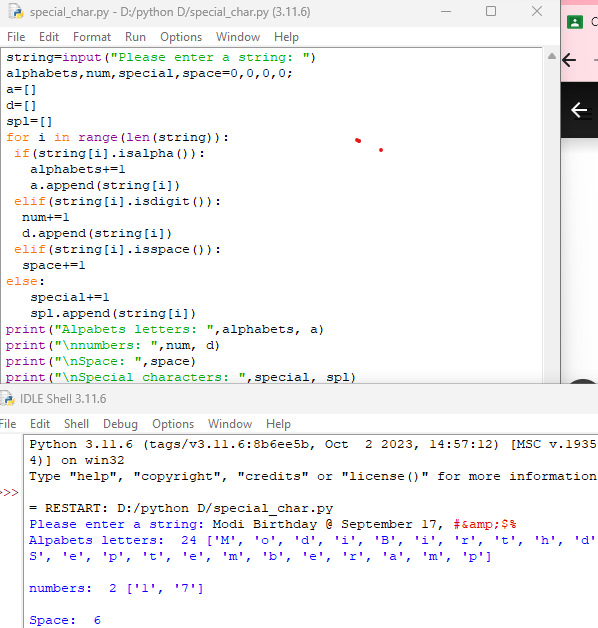 special_char.py - D:/python D/special_char.py (3.11.6)
File Edit Format Run Options Window Help
string=input("Please enter a string: ")
alphabets,num,special,space=0,0,0,0;
a=[]
d=[]
spl=[]
for i in range(len(string)):
if(string[i].isalpha()):
alphabets+=1
a.append(string[i])
elif(string[i].isdigit()):
num+=1
d.append(string[i])
elif(string[i].isspace()):
space+=1
else:
special+=1
spl.append(string[i])
print("Alpabets letters: ",alphabets, a)
print("\nnumbers: ",num, d)
print("\nSpace: ",space)
print("\nSpecial characters: ",special, spl)
IDLE Shell 3.11.6
File Edit Shell Debug Options Window Help
Python 3.11.6 (tags/v3.11.6:8b6ee5b, Oct  2 2023, 14:57:12) [MSC v.1935
4)] on win32
Type "help", "copyright", "credits" or "license()" for more information
>>>
= RESTART: D:/python D/special_char.py
Please enter a string: Modi Birthday @ September 17, #&amp;$%
Alpabets letters:  24 ['M', 'o', 'd', 'i', 'B', 'i', 'r', 't', 'h', 'd'
S', 'e', 'p', 't', 'e', 'm', 'b', 'e', 'r', 'a', 'm', 'p']
numbers:  2 ['1', '7']
Space:  6